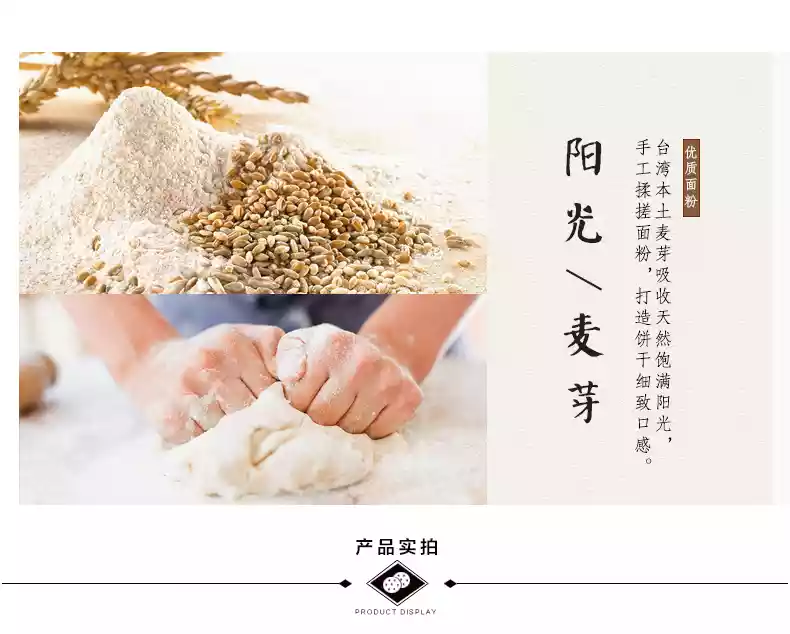 优质面粉
台湾本土麦芽吸收天然饱满阳光，
手工揉搓面粉，打造饼干细致口感。
阳光/麦芽
产品实拍
PRODUCT DISPLAY